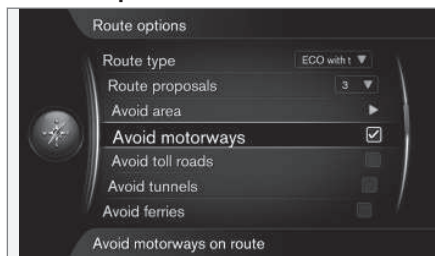 Route options
Route type ECO with t
Route proposals 3
Avoid area
Avoid motorways
Avoid toll roads
Avoid tunnels
Avoid ferries
Avoid motorways on route